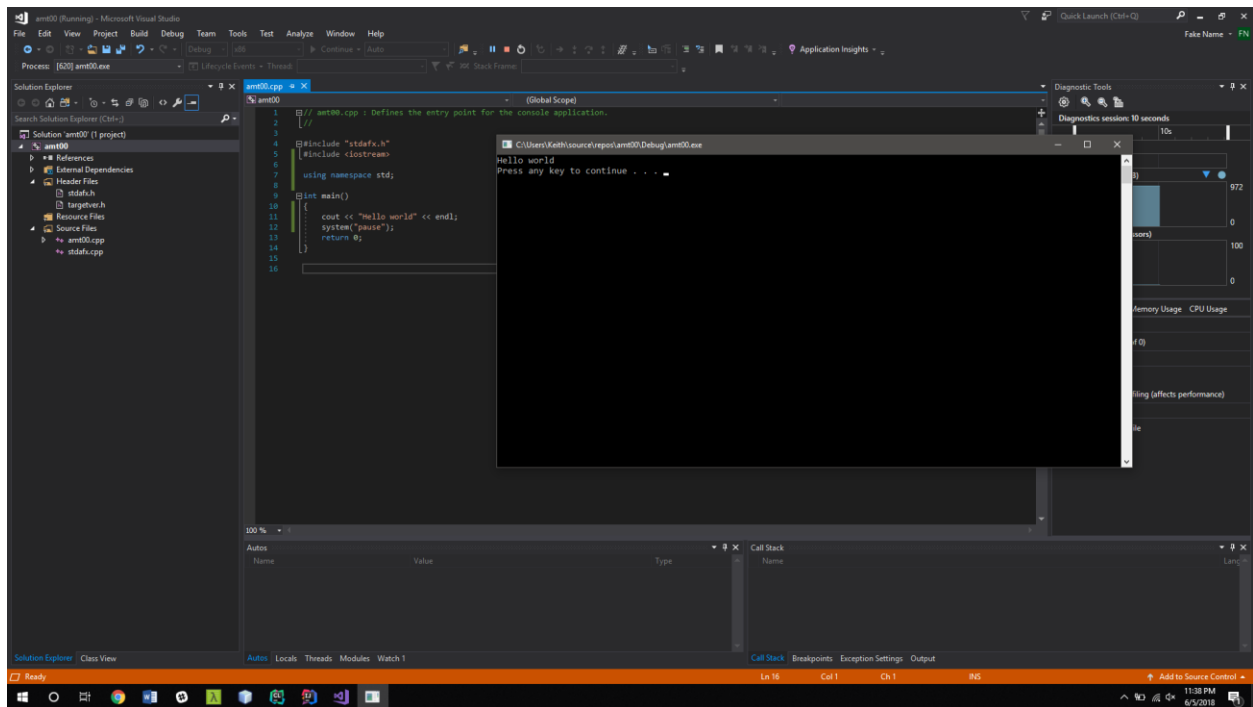 amt00 (Running) - Microsoft Visual Studio
Quick Launch (Ctrl+Q)
File Edit View Project Build Debug Team Tools Test Analyze Window Help
Fake Name FN
Debug x86 Continue Auto Application Insights
Process: [620] amt00.exe Lifecycle Events Thread: Stack Frame:
Solution Explorer
Search Solution Explorer (Ctrl+;)
Solution 'amt00' (1 project)
amt00
References
External Dependencies
Header Files
stdafx.h
targetver.h
Resource Files
Source Files
amt00.cpp
stdafx.cpp
Solution Explorer Class View
amt00.cpp
amt00 (Global Scope)
1 // amt00.cpp : Defines the entry point for the console application.
2 //
3
4 #include "stdafx.h"
5 #include <iostream>
6
7 using namespace std;
8
9 int main()
10 {
11 cout << "Hello world" << endl;
12 system("pause");
13 return 0;
14 }
15
16
100 %
C:\Users\Keith\source\repos\amt00\Debug\amt00.exe
Hello world
Press any key to continue . . .
Diagnostic Tools
Diagnostics session: 10 seconds
10s
972
0
100
0
Memory Usage CPU Usage
of 0)
filing (affects performance)
Autos
Name Value Type
Autos Locals Threads Modules Watch 1
Call Stack
Name Lang
Call Stack Breakpoints Exception Settings Output
Ready Ln 16 Col 1 Ch 1 INS Add to Source Control
11:38 PM
6/5/2018